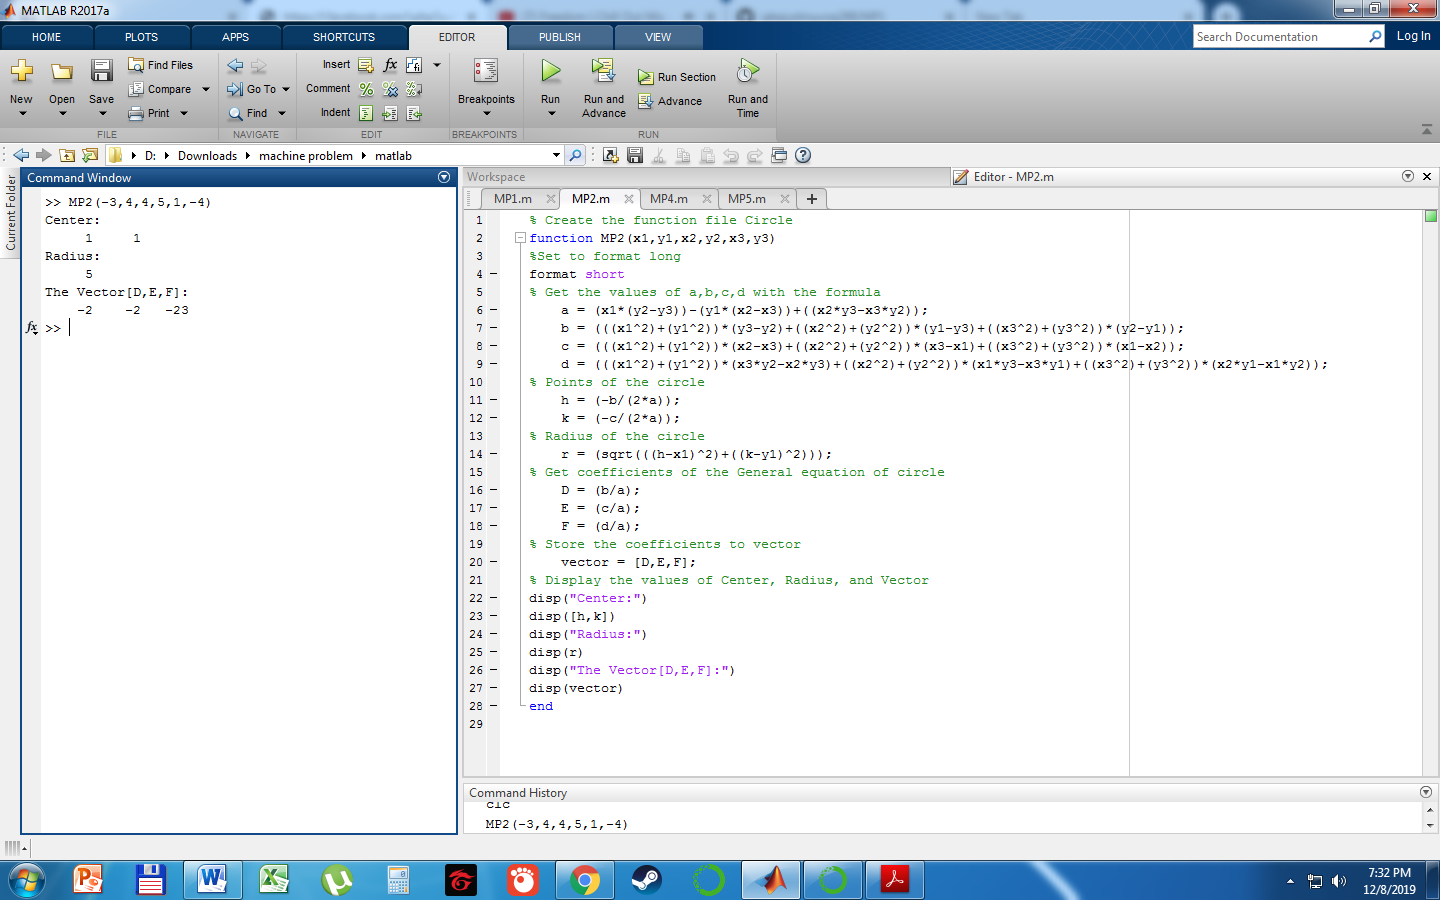 MATLAB R2017a
HOME PLOTS APPS SHORTCUTS EDITOR PUBLISH VIEW
Search Documentation Log In
New Open Save Find Files Compare Print
Go To Find
Insert fx
Comment
Indent
Breakpoints
Run Run and Advance Run Section Advance Run and Time
FILE NAVIGATE EDIT BREAKPOINTS RUN
D: Downloads machine problem matlab
Current Folder
Command Window
>> MP2(-3,4,4,5,1,-4)
Center:
1 1
Radius:
5
The Vector[D,E,F]:
-2 -2 -23
fx >>
Workspace
Editor - MP2.m
MP1.m MP2.m MP4.m MP5.m +
1 % Create the function file Circle
2 function MP2(x1,y1,x2,y2,x3,y3)
3 %Set to format long
4 format short
5 % Get the values of a,b,c,d with the formula
6 a = (x1*(y2-y3))-(y1*(x2-x3))+((x2*y3-x3*y2));
7 b = (((x1^2)+(y1^2))*(y3-y2)+((x2^2)+(y2^2))*(y1-y3)+((x3^2)+(y3^2))*(y2-y1));
8 c = (((x1^2)+(y1^2))*(x2-x3)+((x2^2)+(y2^2))*(x3-x1)+((x3^2)+(y3^2))*(x1-x2));
9 d = (((x1^2)+(y1^2))*(x3*y2-x2*y3)+((x2^2)+(y2^2))*(x1*y3-x3*y1)+((x3^2)+(y3^2))*(x2*y1-x1*y2));
10 % Points of the circle
11 h = (-b/(2*a));
12 k = (-c/(2*a));
13 % Radius of the circle
14 r = (sqrt(((h-x1)^2)+((k-y1)^2)));
15 % Get coefficients of the General equation of circle
16 D = (b/a);
17 E = (c/a);
18 F = (d/a);
19 % Store the coefficients to vector
20 vector = [D,E,F];
21 % Display the values of Center, Radius, and Vector
22 disp("Center:")
23 disp([h,k])
24 disp("Radius:")
25 disp(r)
26 disp("The Vector[D,E,F]:")
27 disp(vector)
28 end
29
Command History
clc
MP2(-3,4,4,5,1,-4)
7:32 PM
12/8/2019